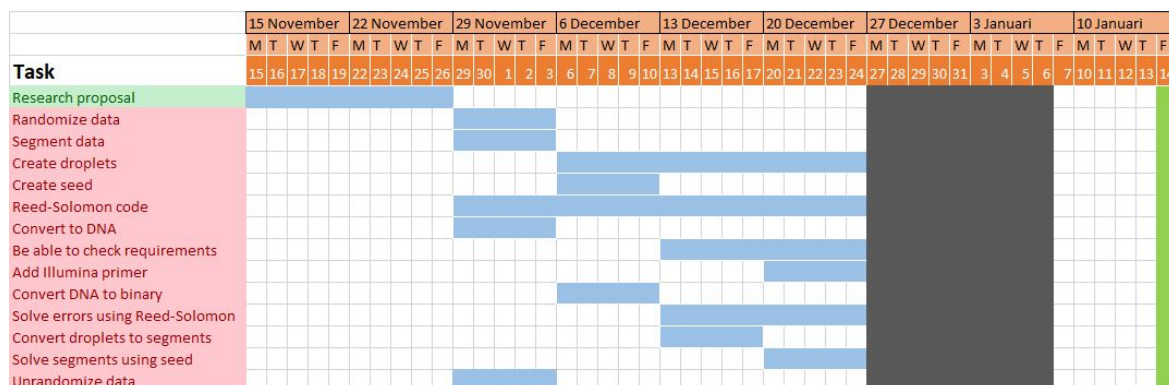 15 November 22 November 29 November 6 December 13 December 20 December 27 December 3 Januari 10 Januari
M T W T F M T W T F M T W T F M T W T F M T W T F M T W T F M T W T F M T W T F M T W T F
Task 15 16 17 18 19 22 23 24 25 26 29 30 1 2 3 6 7 8 9 10 13 14 15 16 17 20 21 22 23 24 27 28 29 30 31 3 4 5 6 7 10 11 12 13 14
Research proposal
Randomize data
Segment data
Create droplets
Create seed
Reed-Solomon code
Convert to DNA
Be able to check requirements
Add Illumina primer
Convert DNA to binary
Solve errors using Reed-Solomon
Convert droplets to segments
Solve segments using seed
Unrandomize data